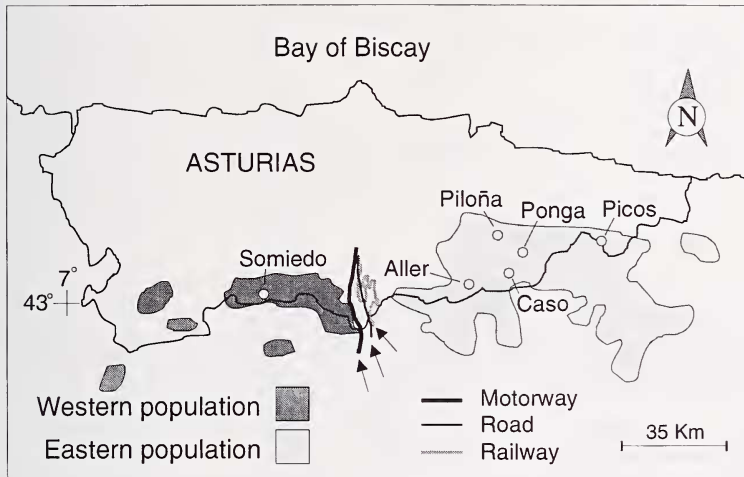 Bay of Biscay
N
ASTURIAS
Piloña
Ponga
Picos
Somiedo
Aller
7°
43°
Caso
Western population
Eastern population
Motorway
Road
Railway
35 Km